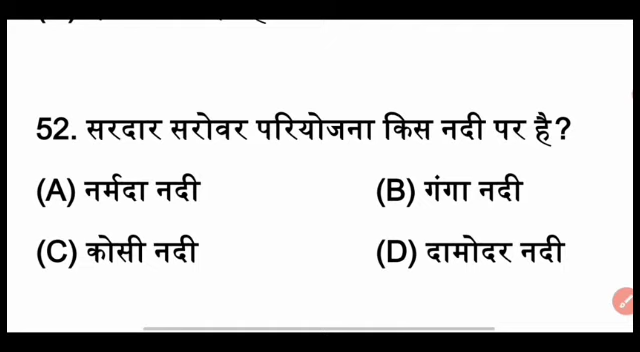 52. सरदार सरोवर परियोजना किस नदी पर है?
(A) नर्मदा नदी (B) गंगा नदी
(C) कोसी नदी (D) दामोदर नदी